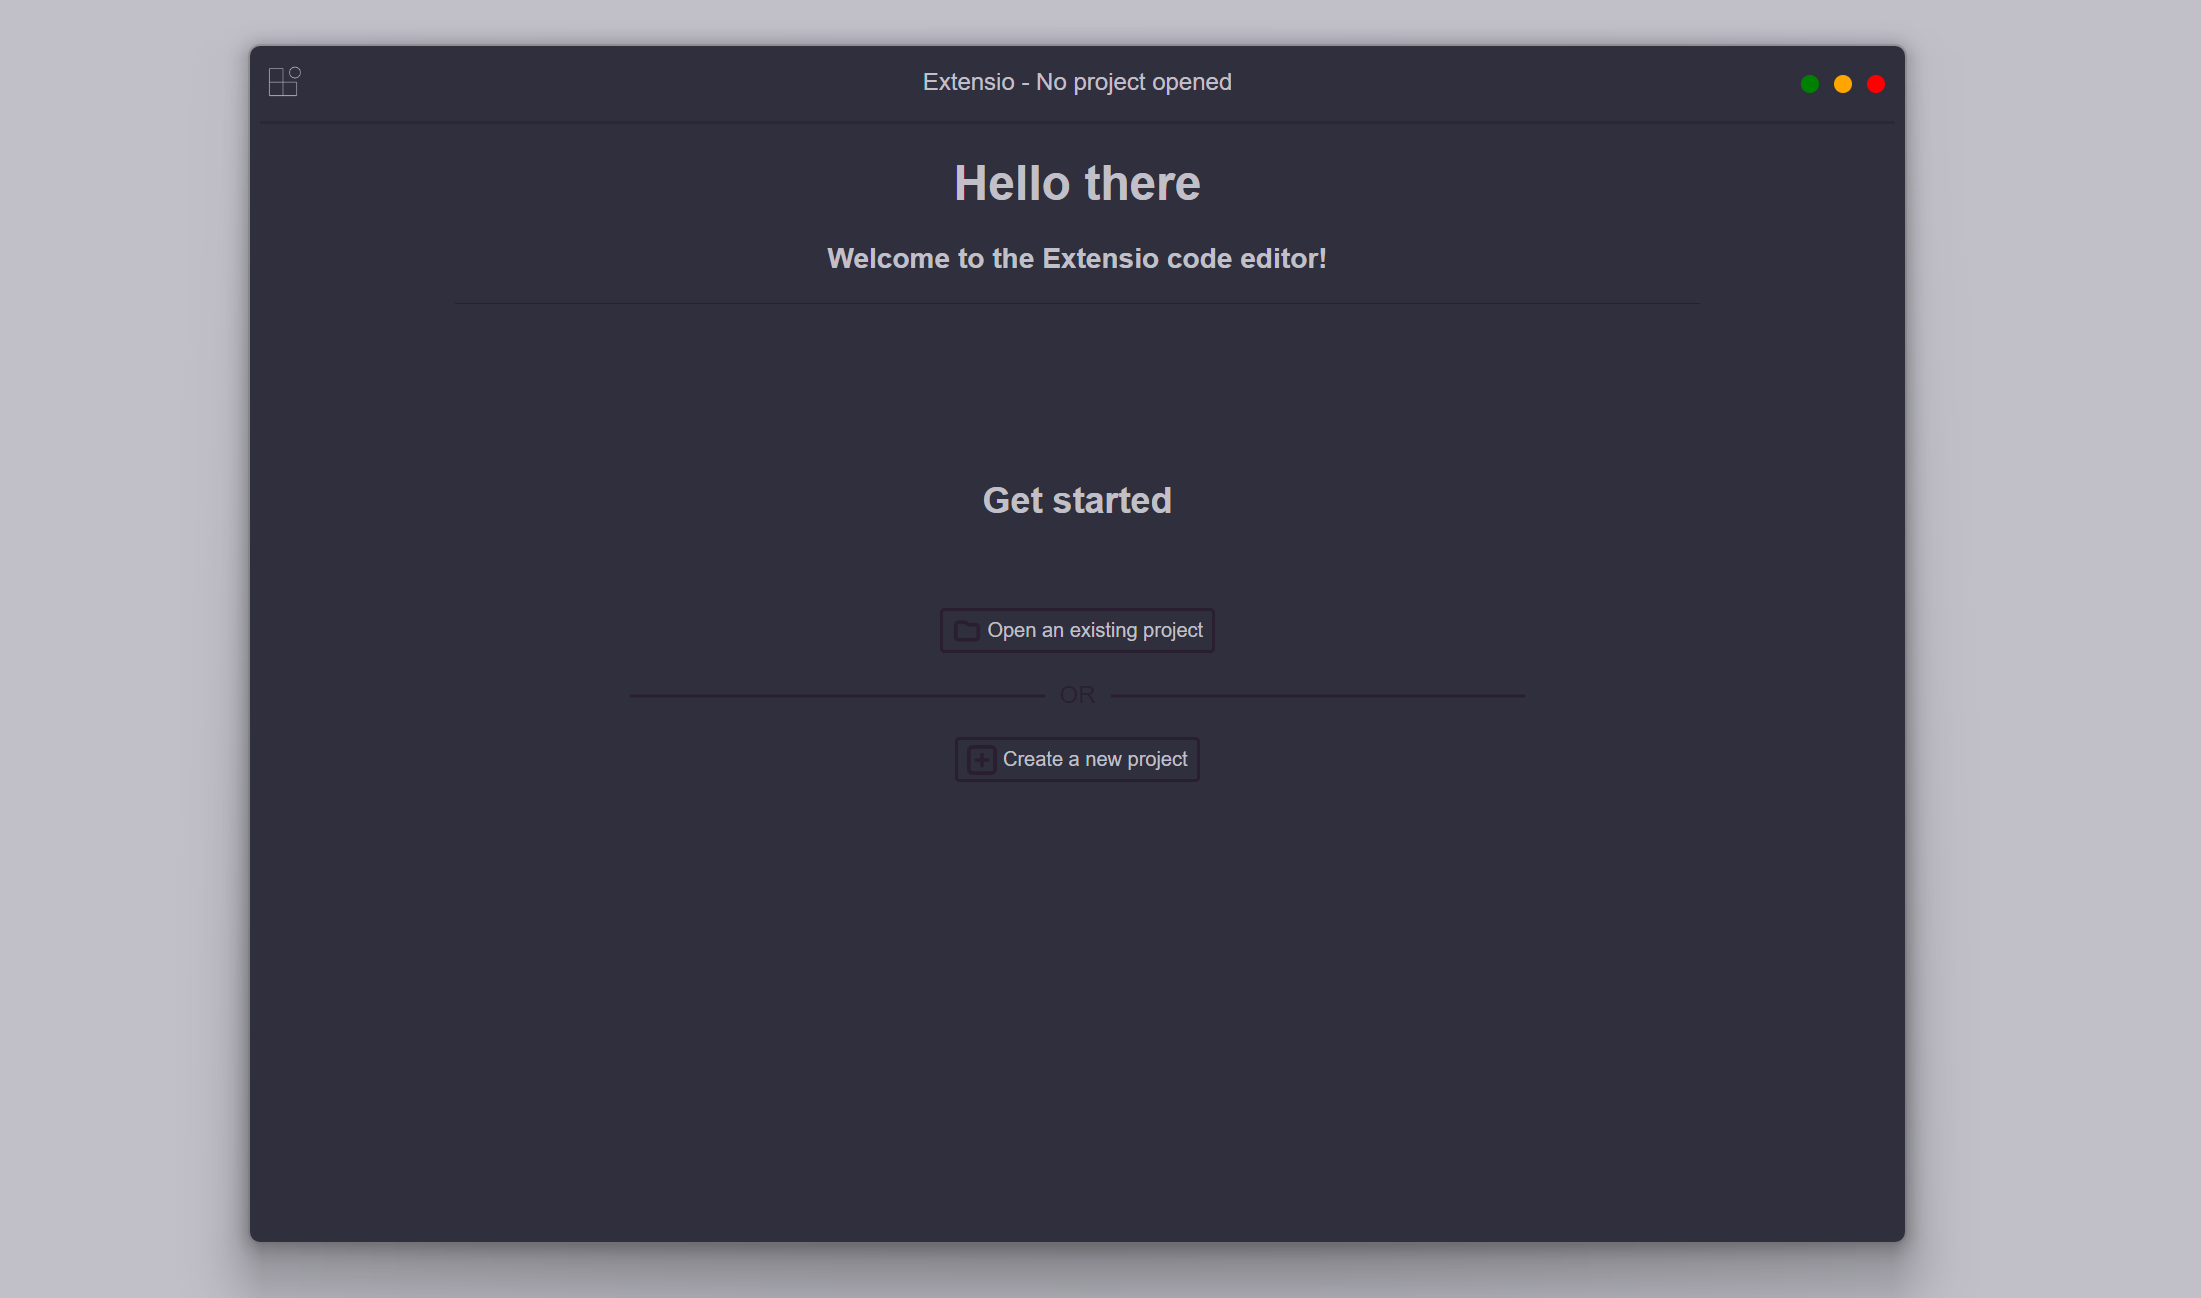 Extensio - No project opened
Hello there
Welcome to the Extensio code editor!
Get started
Open an existing project
OR
Create a new project